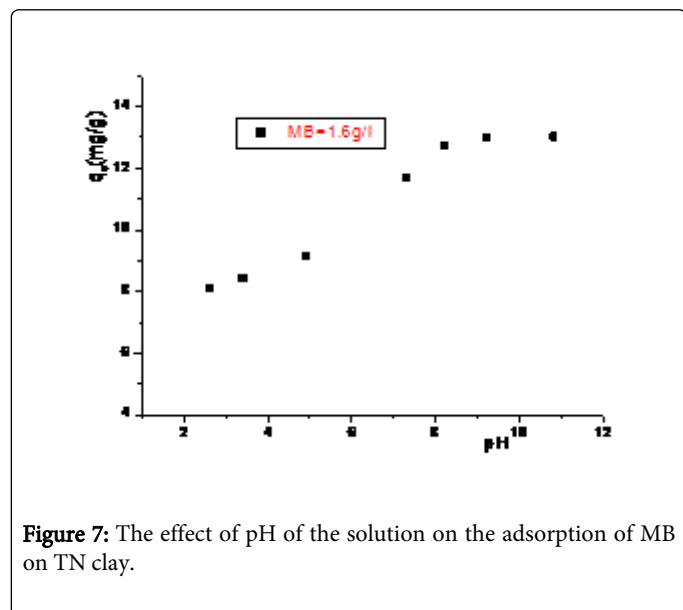 14
12
10
8
6
4
q (mg/g)
MB=1.6g/l
2 4 6 8 10 12
pH
Figure 7: The effect of pH of the solution on the adsorption of MB
on TN clay.